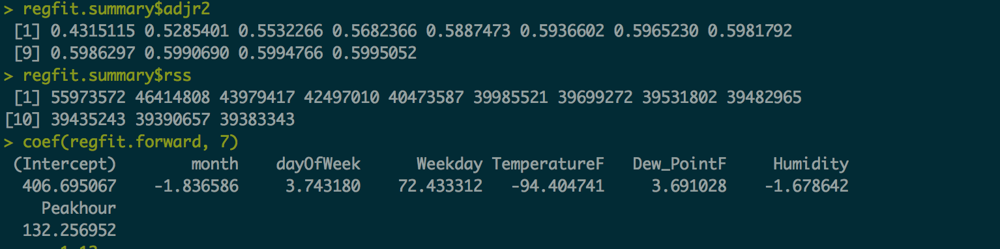 > regfit.summary$adjr2
[1] 0.4315115 0.5285401 0.5532266 0.5682366 0.5887473 0.5936602 0.5965230 0.5981792
[9] 0.5986297 0.5990690 0.5994766 0.5995052
> regfit.summary$rss
[1] 55973572 46414808 43979417 42497010 40473587 39985521 39699272 39531802 39482965
[10] 39435243 39390657 39383343
> coef(regfit.forward, 7)
(Intercept) month dayOfWeek Weekday TemperatureF Dew_PointF Humidity
406.695067 -1.836586 3.743180 72.433312 -94.404741 3.691028 -1.678642
Peakhour
132.256952